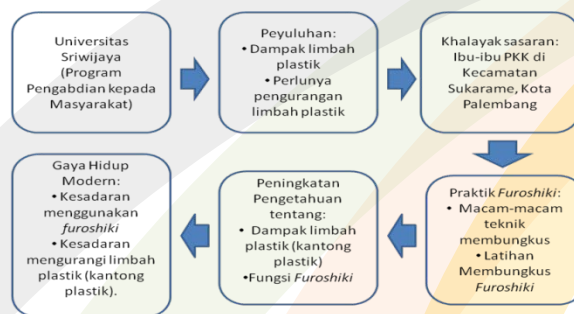 Universitas
Sriwijaya
(Program
Pengabdian kepada
Masyarakat)
Peyuluhan:
• Dampak limbah
plastik
• Perlunya
pengurangan
limbah plastik
Khalayak sasaran:
Ibu-ibu PKK di
Kecamatan
Sukarame, Kota
Palembang
Praktik Furoshiki:
• Macam-macam
teknik
membungkus
• Latihan
Membungkus
Furoshiki
Peningkatan
Pengetahuan
tentang:
• Dampak limbah
plastik (kantong
plastik)
•Fungsi Furoshiki
Gaya Hidup
Modern:
• Kesadaran
menggunakan
furoshiki
• Kesadaran
mengurangi limbah
plastik (kantong
plastik).